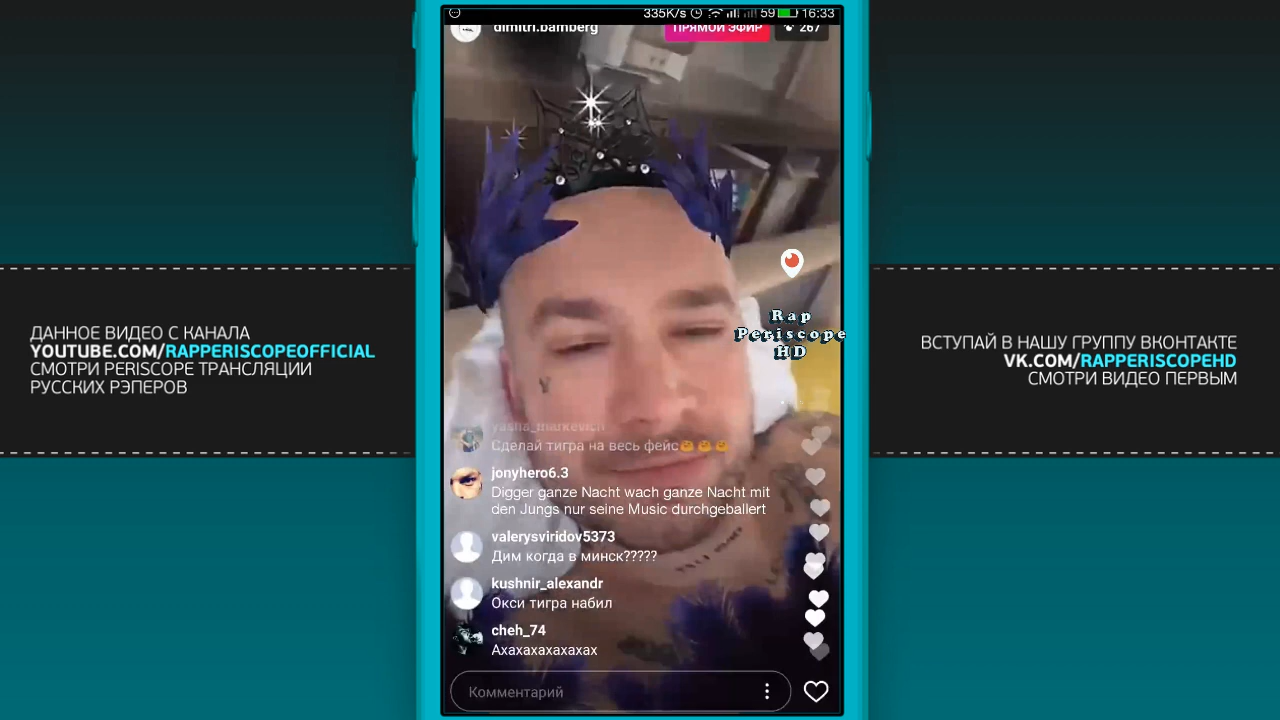 335K/s 59 16:33
dimitri.bamberg
ПРЯМОЙ ЭФИР
267
Rap
Periscope
HD
ДАННОЕ ВИДЕО С КАНАЛА
YOUTUBE.COM/RAPPERISCOPEOFFICIAL
СМОТРИ PERISCOPE ТРАНСЛЯЦИИ
РУССКИХ РЭПЕРОВ
ВСТУПАЙ В НАШУ ГРУППУ ВКОНТАКТЕ
VK.COM/RAPPERISCOPEHD
СМОТРИ ВИДЕО ПЕРВЫМ
yasha_markevich
Сделай тигра на весь фейс
jonyhero6.3
Digger ganze Nacht wach ganze Nacht mit
den Jungs nur seine Music durchgeballert
valerysviridov5373
Дим когда в минск?????
kushnir_alexandr
Окси тигра набил
cheh_74
Ахахахахахахах
Комментарий